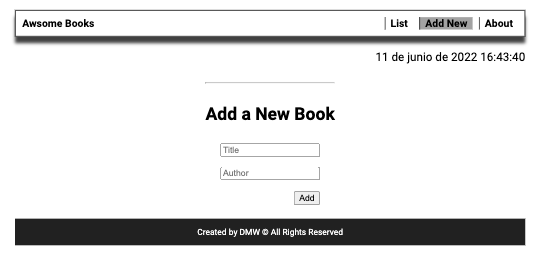 Awsome Books List Add New About
11 de junio de 2022 16:43:40
Add a New Book
Title
Author
Add
Created by DMW © All Rights Reserved